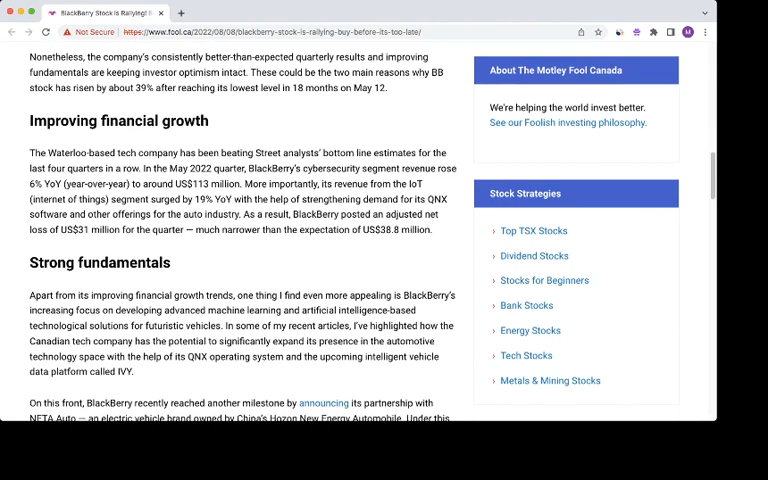 BlackBerry Stock Is Rallying! B
Not Secure
https://www.fool.ca/2022/08/08/blackberry-stock-is-rallying-buy-before-its-too-late/
M
Nonetheless, the company's consistently better-than-expected quarterly results and improving
fundamentals are keeping investor optimism intact. These could be the two main reasons why BB
stock has risen by about 39% after reaching its lowest level in 18 months on May 12.
Improving financial growth
The Waterloo-based tech company has been beating Street analysts' bottom line estimates for the
last four quarters in a row. In the May 2022 quarter, BlackBerry's cybersecurity segment revenue rose
6% YoY (year-over-year) to around US$113 million. More importantly, its revenue from the IoT
(internet of things) segment surged by 19% YoY with the help of strengthening demand for its QNX
software and other offerings for the auto industry. As a result, BlackBerry posted an adjusted net
loss of US$31 million for the quarter — much narrower than the expectation of US$38.8 million.
Strong fundamentals
Apart from its improving financial growth trends, one thing I find even more appealing is BlackBerry's
increasing focus on developing advanced machine learning and artificial intelligence-based
technological solutions for futuristic vehicles. In some of my recent articles, I've highlighted how the
Canadian tech company has the potential to significantly expand its presence in the automotive
technology space with the help of its QNX operating system and the upcoming intelligent vehicle
data platform called IVY.
On this front, BlackBerry recently reached another milestone by announcing its partnership with
NETA Auto — an electric vehicle brand owned by China's Hozon New Energy Automobile. Under this
About The Motley Fool Canada
We're helping the world invest better.
See our Foolish investing philosophy.
Stock Strategies
› Top TSX Stocks
› Dividend Stocks
› Stocks for Beginners
› Bank Stocks
› Energy Stocks
› Tech Stocks
› Metals & Mining Stocks